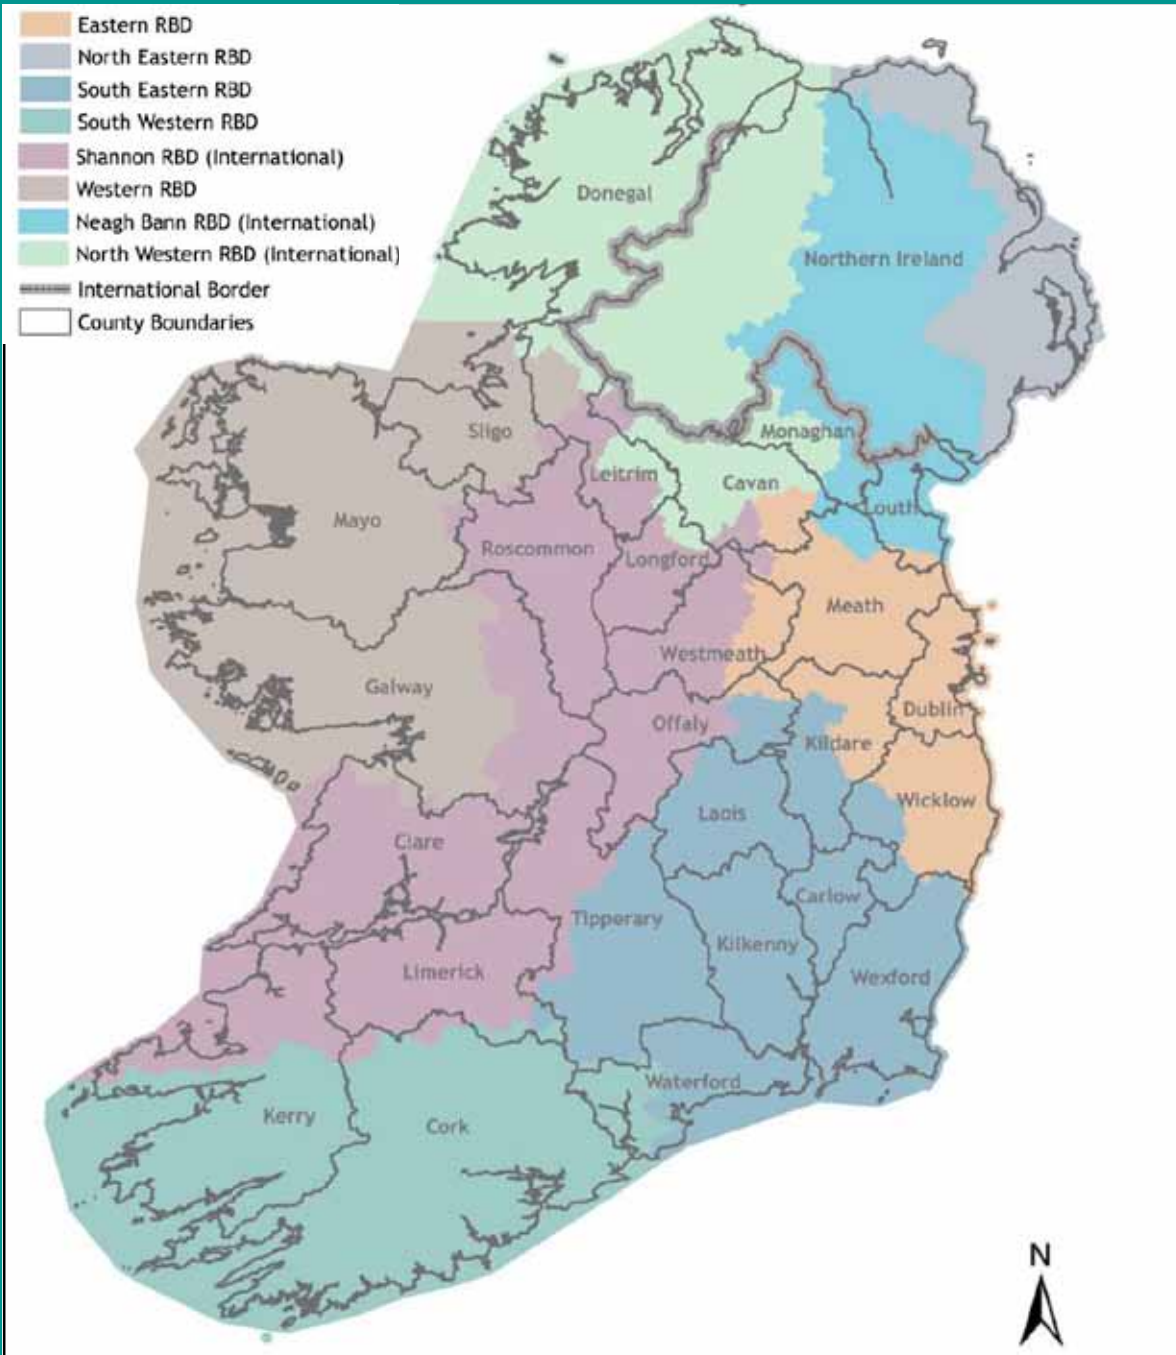 Eastern RBD
North Eastern RBD
South Eastern RBD
South Western RBD
Shannon RBD (International)
Western RBD
Neagh Bann RBD (International)
North Western RBD (International)
International Border
County Boundaries
Donegal
Northern Ireland
Sligo
Monaghan
Leitrim
Cavan
Mayo
Louth
Roscommon
Longford
Meath
Westmeath
Galway
Offaly
Dublin
Kildare
Wicklow
Laois
Clare
Carlow
Tipperary
Kilkenny
Limerick
Wexford
Waterford
Kerry
Cork
N